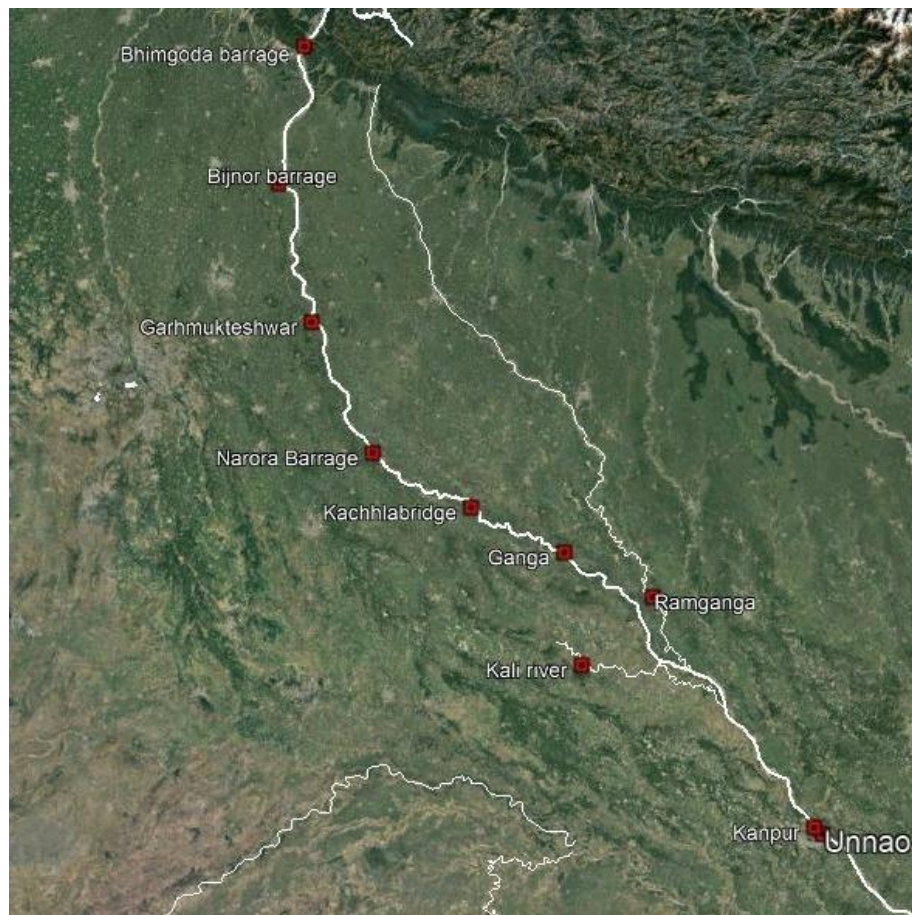 Bhimgoda barrage
Bijnor barrage
Garhmukteshwar
Narora Barrage
Kachhlabridge
Ganga
Ramganga
Kali river
Kanpur
Unnao